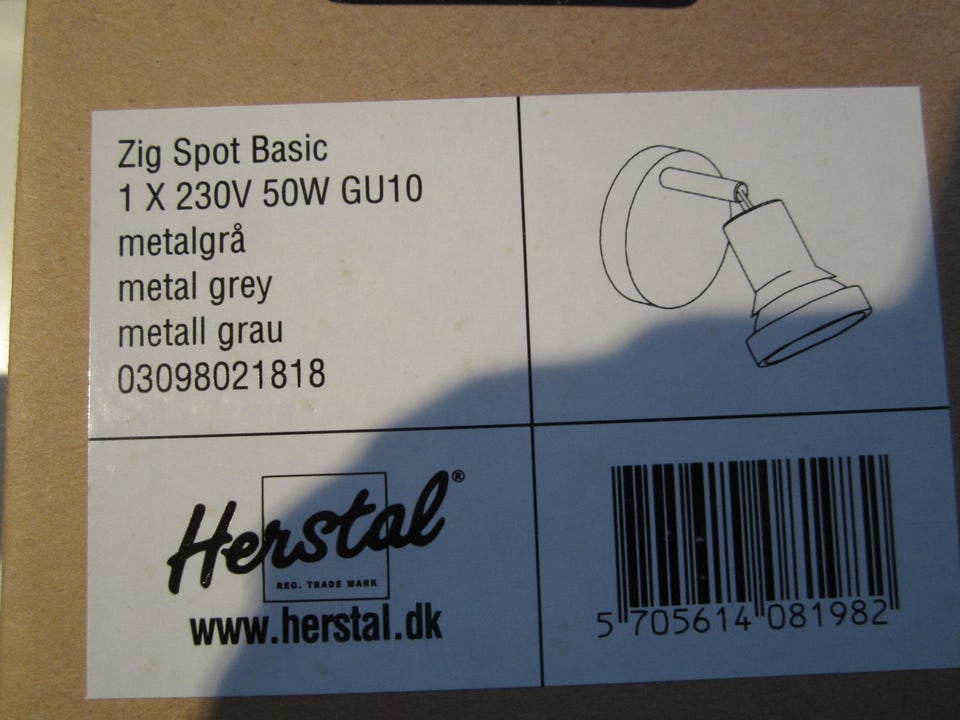 Zig Spot Basic
1 X 230V 50W GU10
metalgrå
metal grey
metall grau
03098021818
Herstal®
REG. TRADE MARK
www.herstal.dk
5 705614 081982